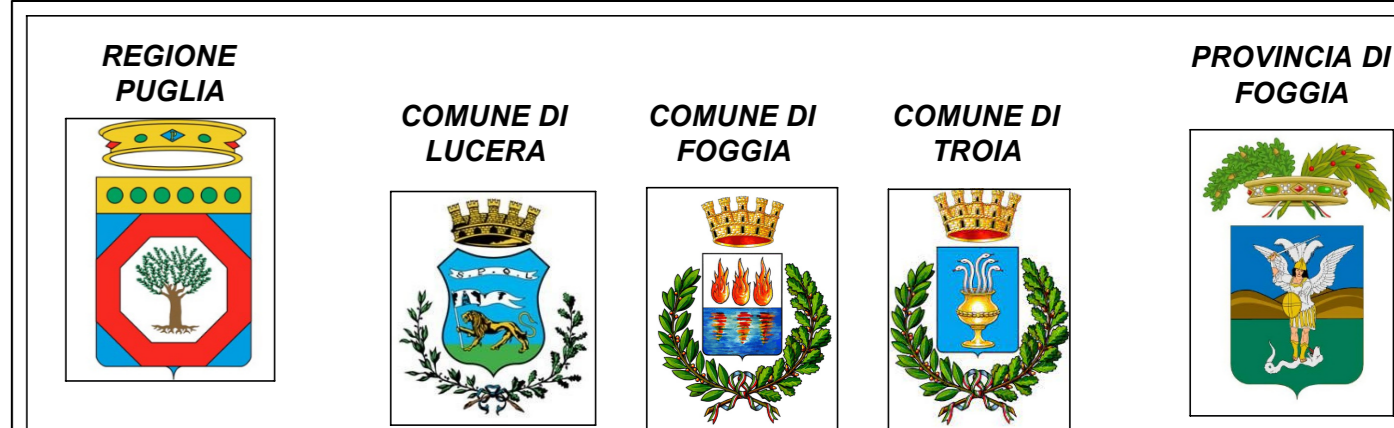 REGIONE
PUGLIA
COMUNE DI
LUCERA
COMUNE DI
FOGGIA
COMUNE DI
TROIA
PROVINCIA DI
FOGGIA
S. P. Q. L.